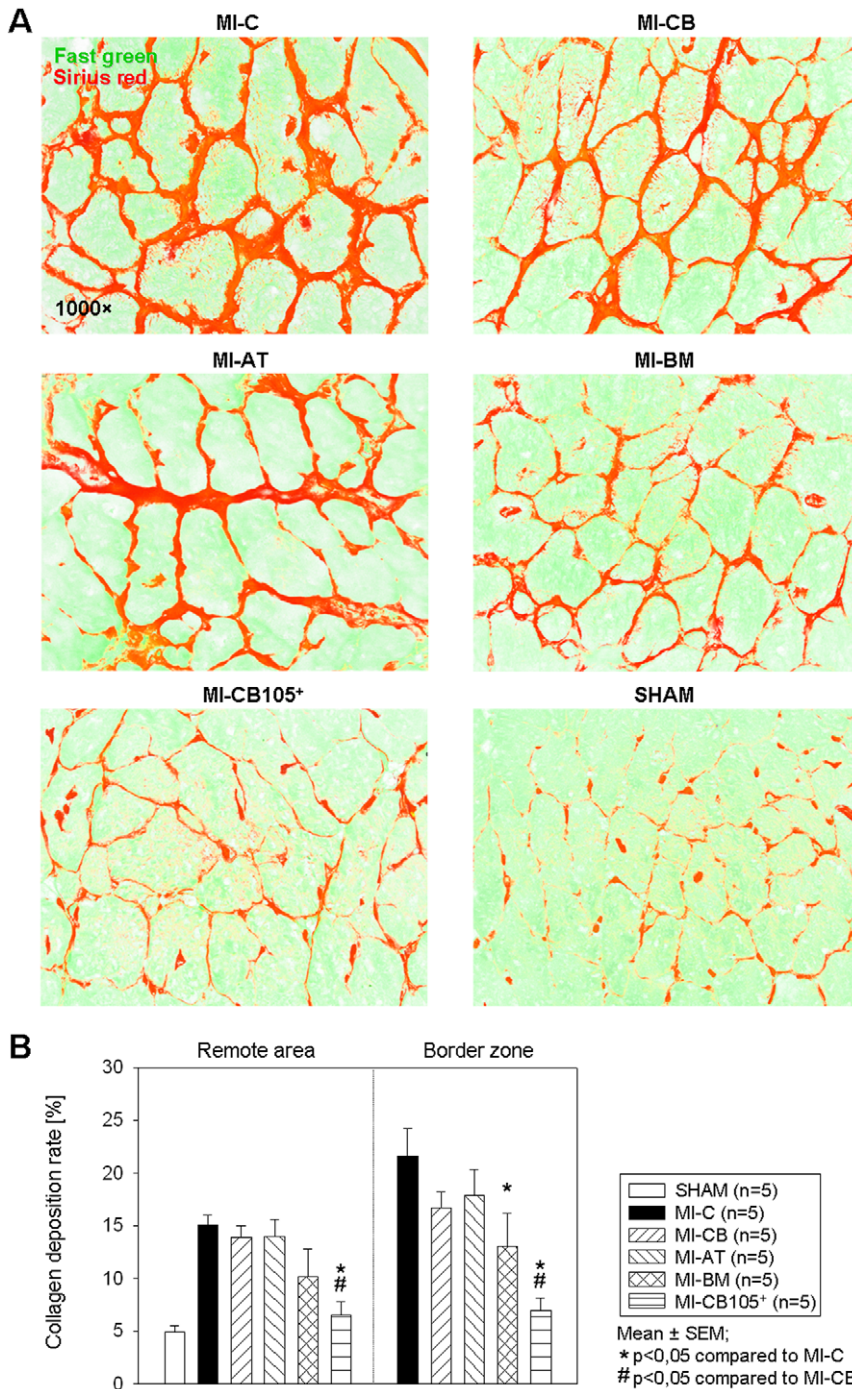 A
MI-C
MI-CB
Fast green
Sirius red
1000×
MI-AT
MI-BM
MI-CB105⁺
SHAM
B
Remote area
Border zone
Collagen deposition rate [%]
30
25
20
15
10
5
0
*
#
*
*
#
SHAM (n=5)
MI-C (n=5)
MI-CB (n=5)
MI-AT (n=5)
MI-BM (n=5)
MI-CB105⁺ (n=5)
Mean ± SEM;
* p<0,05 compared to MI-C
# p<0,05 compared to MI-CB